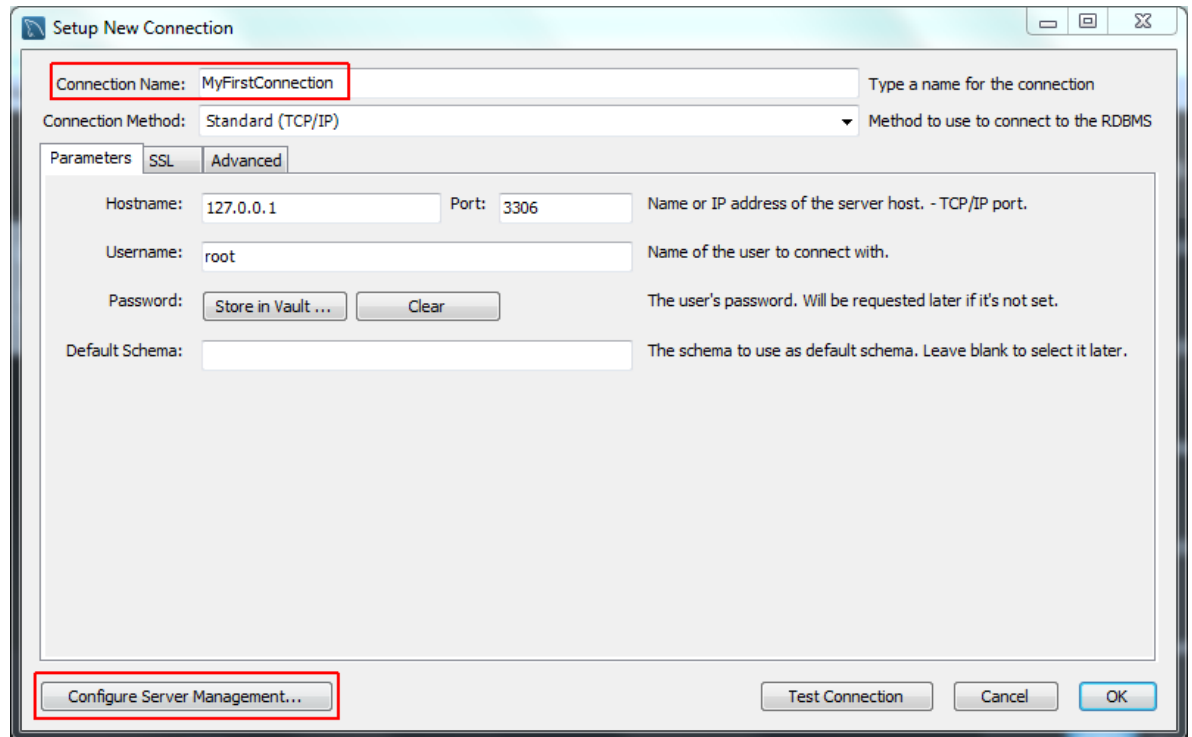 Setup New Connection
Connection Name: MyFirstConnection Type a name for the connection
Connection Method: Standard (TCP/IP) Method to use to connect to the RDBMS
Parameters SSL Advanced
Hostname: 127.0.0.1 Port: 3306 Name or IP address of the server host. - TCP/IP port.
Username: root Name of the user to connect with.
Password: Store in Vault ... Clear The user's password. Will be requested later if it's not set.
Default Schema: The schema to use as default schema. Leave blank to select it later.
Configure Server Management... Test Connection Cancel OK